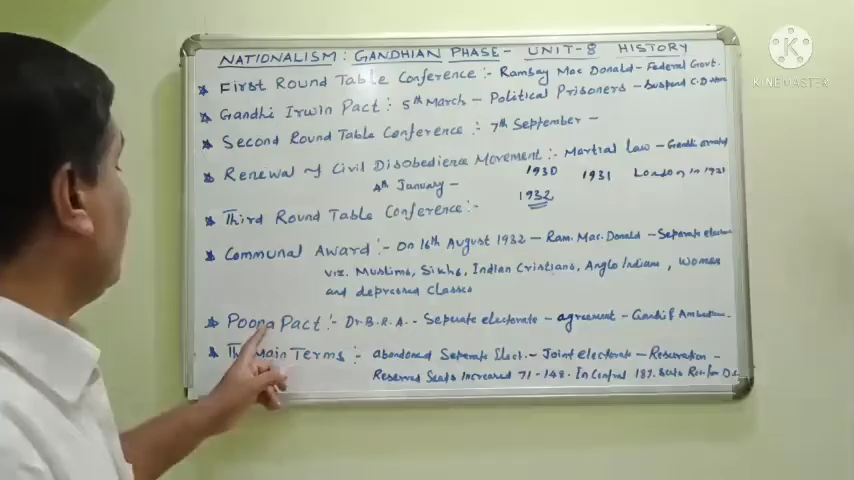 NATIONALISM : GANDHIAN PHASE - UNIT-8 HISTORY
First Round Table Conference :- Ramsay Mac Donald - Federal Govt.
Gandhi Irwin Pact : 5th March - Political Prisoners - Suspend C.D
Second Round Table Conference :- 7th September -
Renewal of Civil Disobedience Movement :- Martial law - Gandhi
4th January - 1930 1931 London in 1931
1932
Third Round Table Conference :-
Communal Award :- On 16th August 1932 - Ram. Mac. Donald - Separate
viz. Muslims, Sikhs, Indian Cristians, Anglo Indians, Women
and depressed classes
Poona Pact :- Dr. B.R.A. - Seperate electorate - agreement - Gandhi &
The Main Terms :- abandoned Seperate Elect. - Joint electorate - Reservation -
Reserved Seats Increased 71 - 148. In Central 18%. Seats
K
KINEMASTER